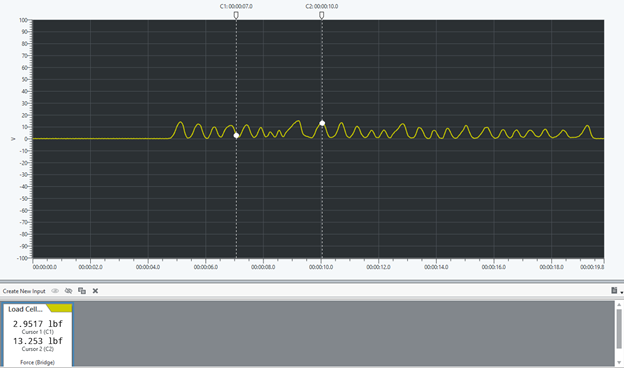 C1: 00:00:07.0 C2: 00:00:10.0
100
90
80
70
60
50
40
30
20
10
0
V
-10
-20
-30
-40
-50
-60
-70
-80
-90
-100
00:00:00.0 00:00:02.0 00:00:04.0 00:00:06.0 00:00:08.0 00:00:10.0 00:00:12.0 00:00:14.0 00:00:16.0 00:00:18.0 00:00:19.8
Create New Input
Load Cell...
2.9517 lbf
Cursor 1 (C1)
13.253 lbf
Cursor 2 (C2)
Force (Bridge)